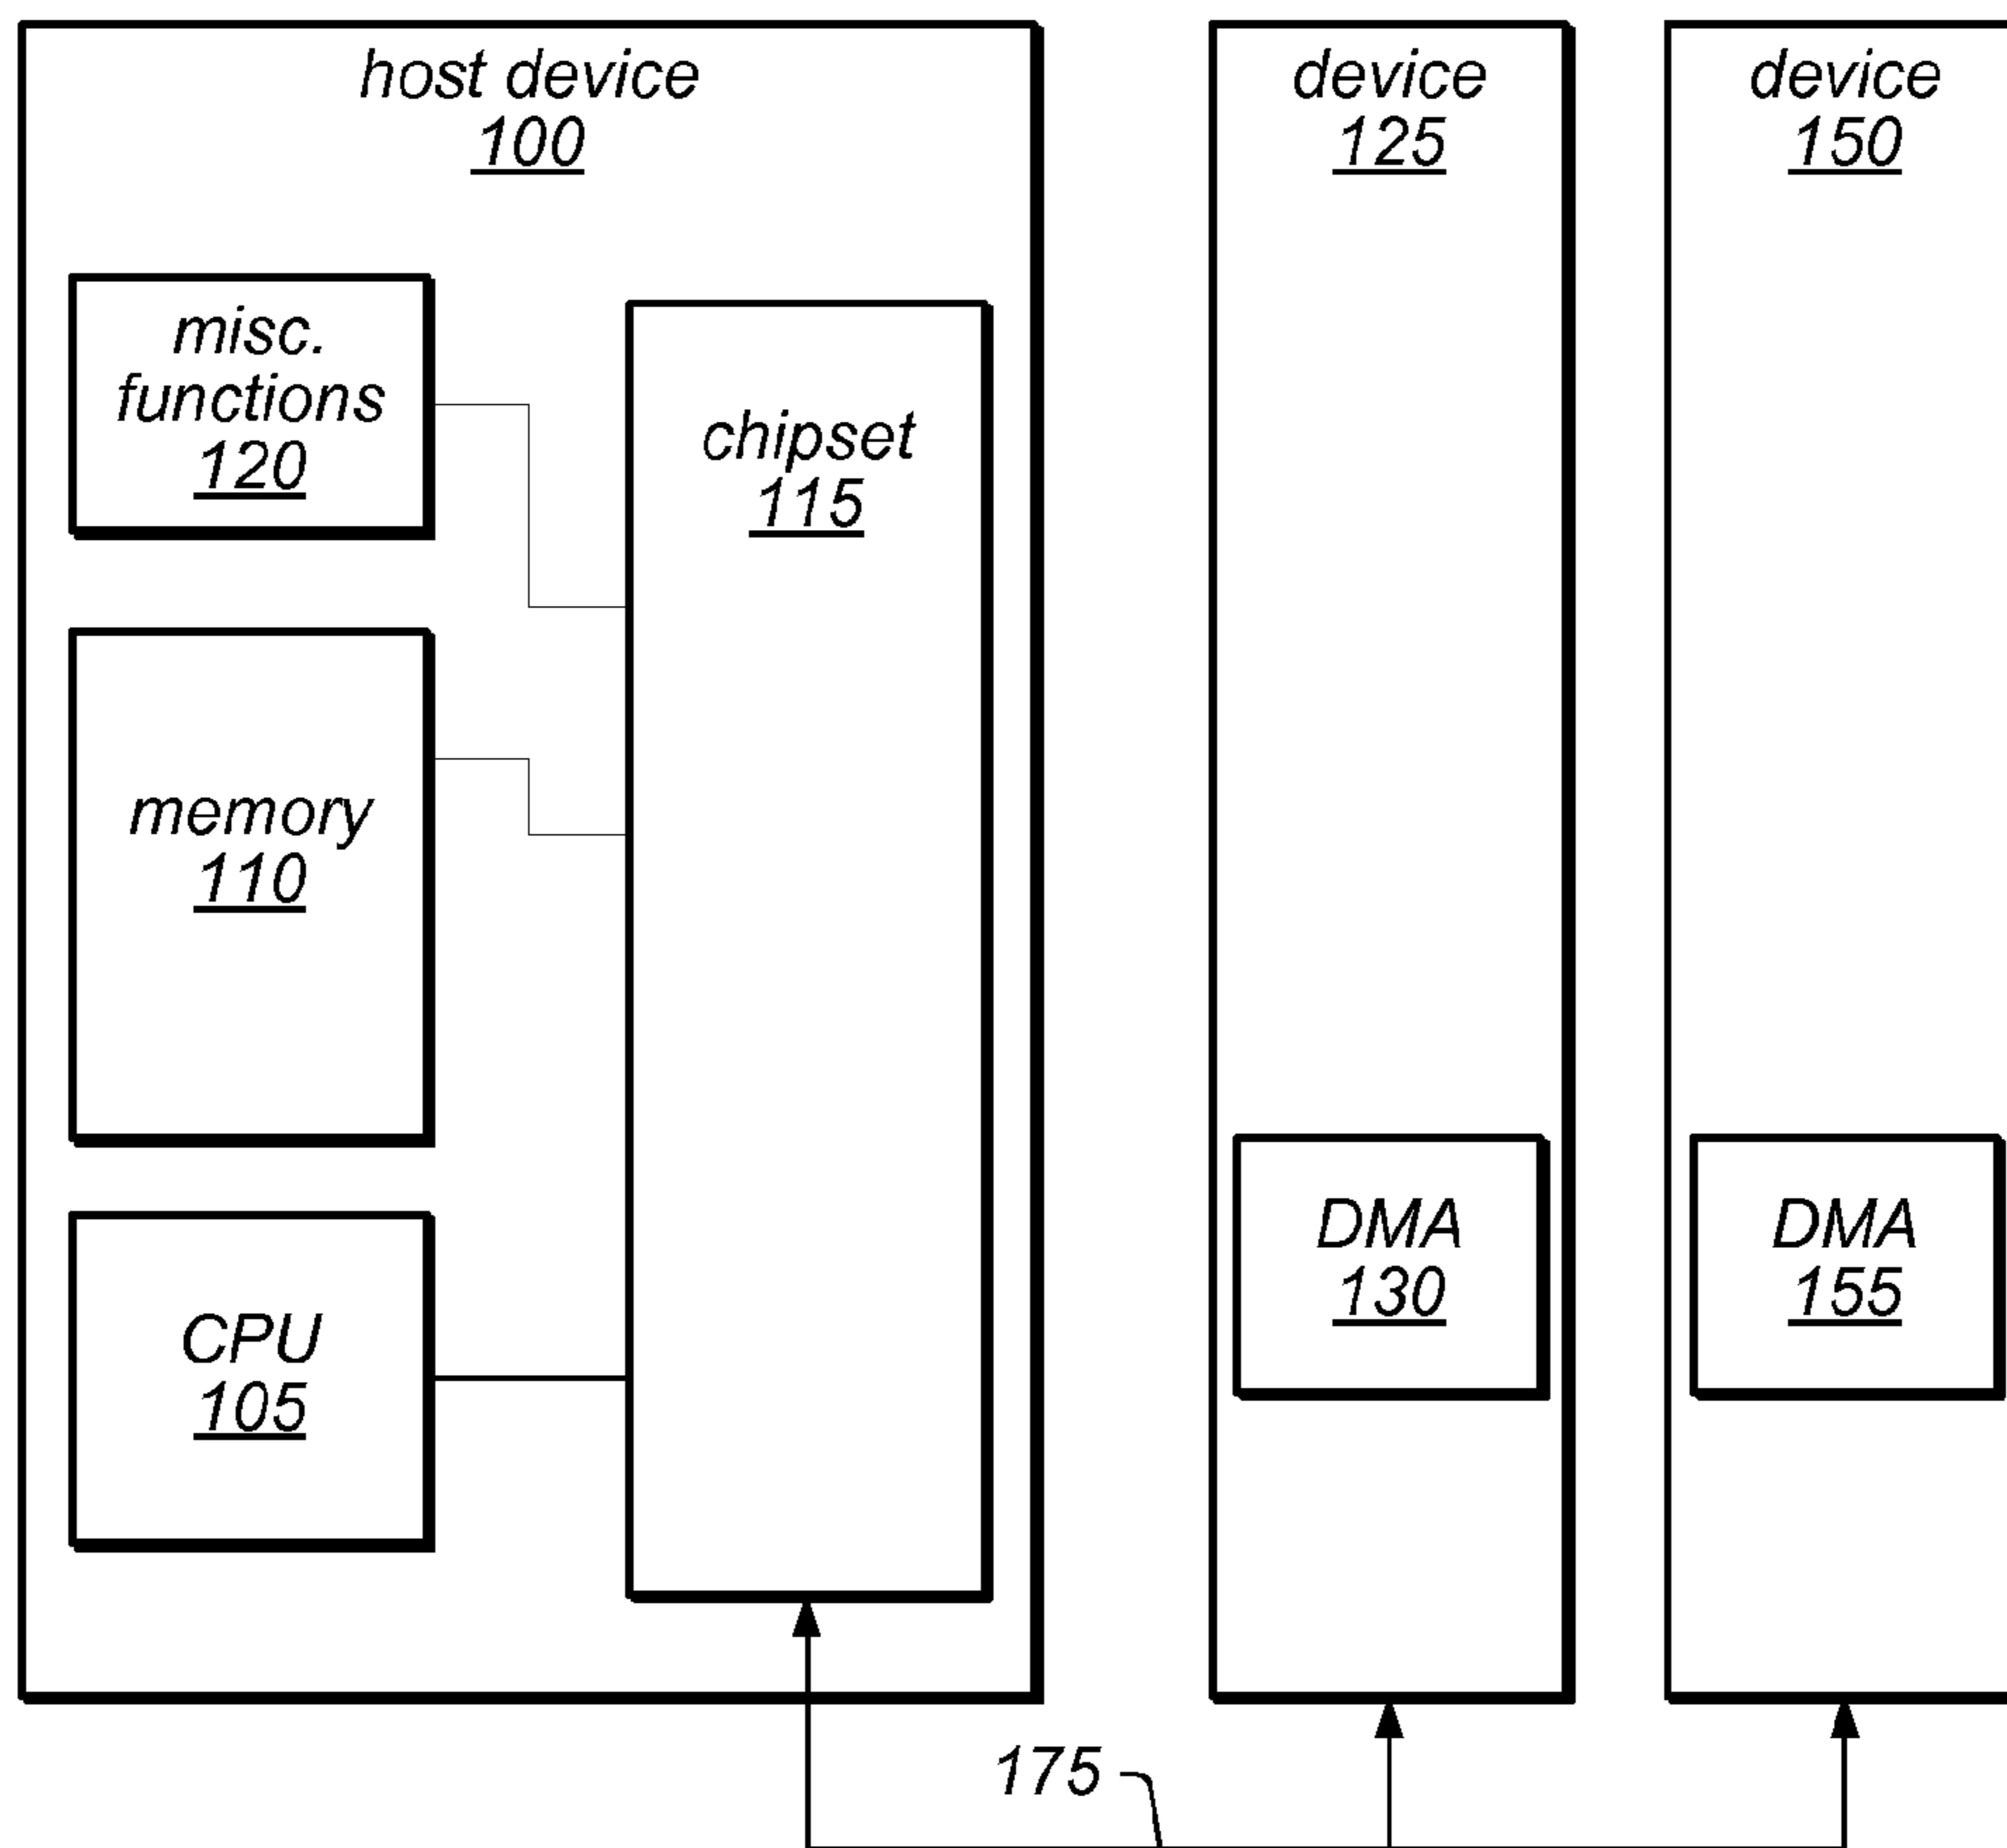 host device
100
misc.
functions
120
chipset
115
memory
110
CPU
105
device
125
DMA
130
device
150
DMA
155
175